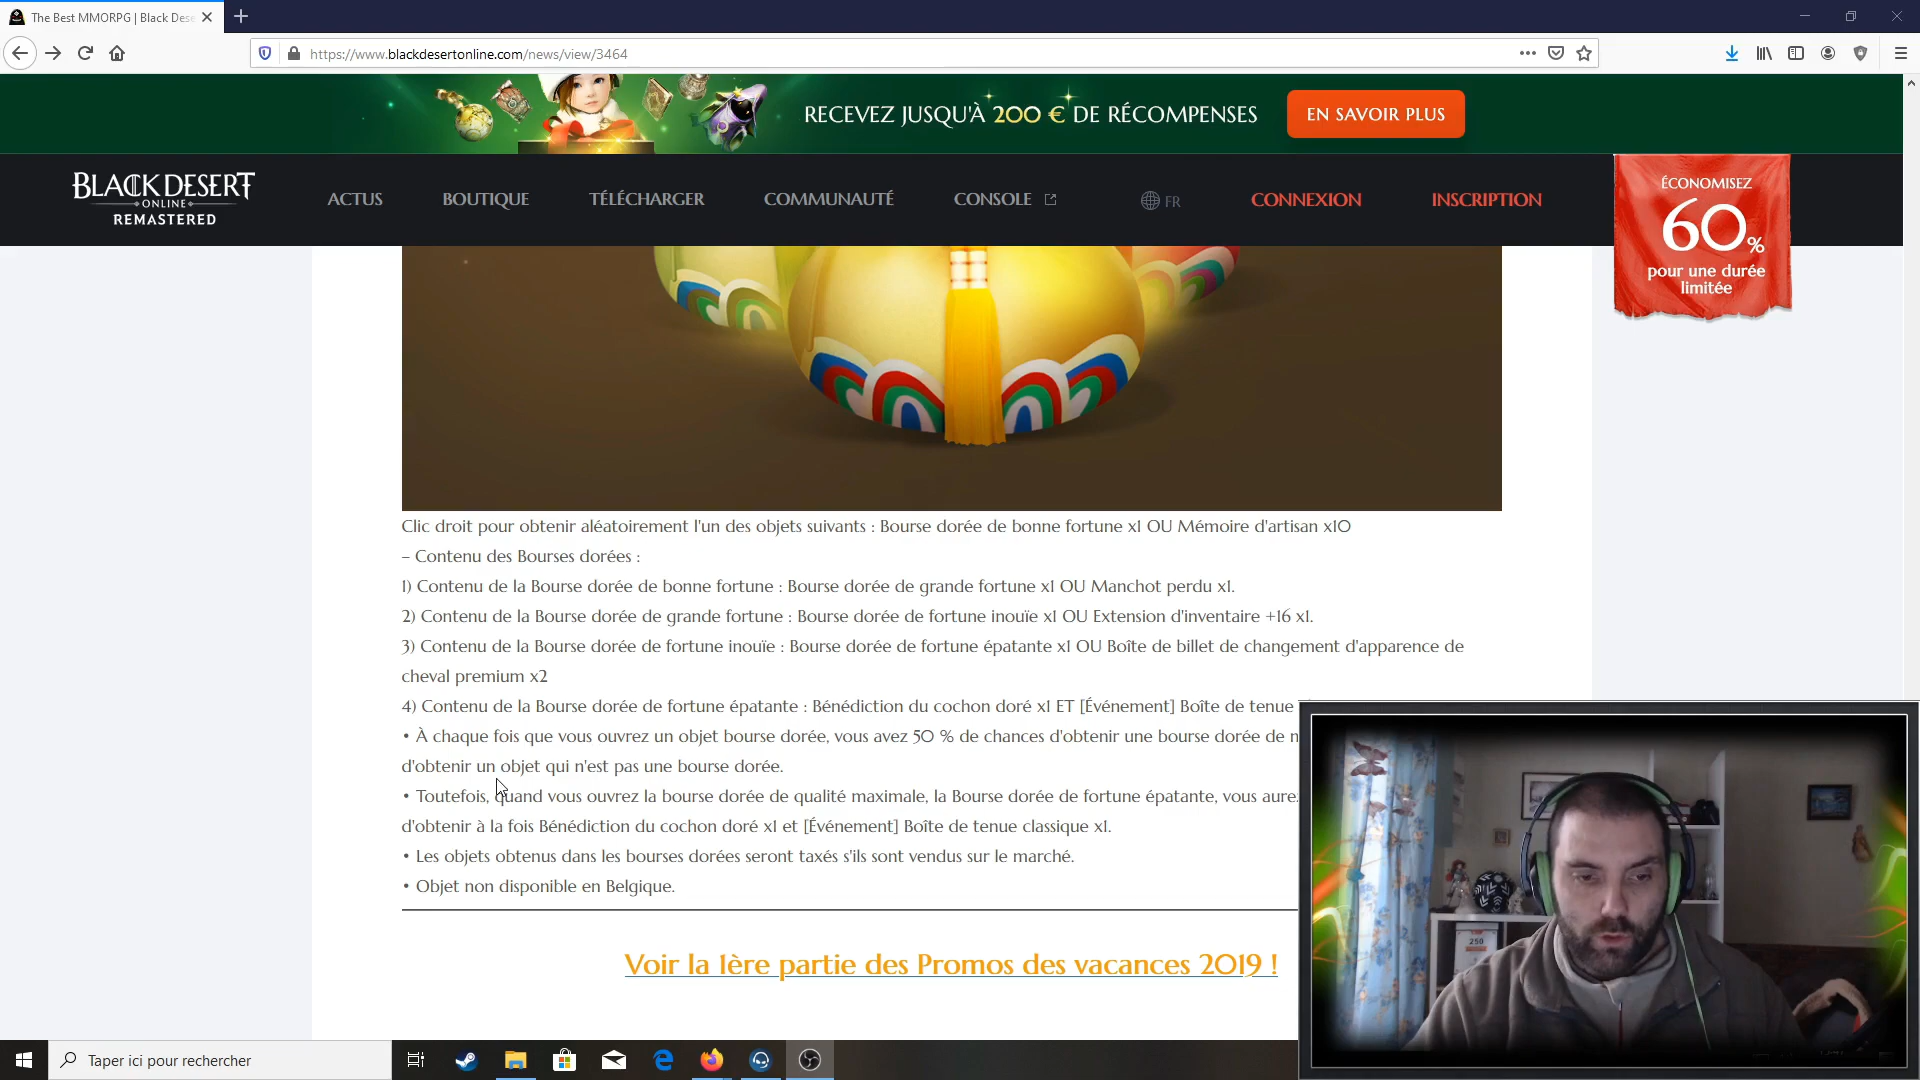 The Best MMORPG | Black Dese
https://www.blackdesertonline.com/news/view/3464
RECEVEZ JUSQU'À 200 € DE RÉCOMPENSES
EN SAVOIR PLUS
BLACK DESERT
ONLINE
REMASTERED
ACTUS
BOUTIQUE
TÉLÉCHARGER
COMMUNAUTÉ
CONSOLE
FR
CONNEXION
INSCRIPTION
ÉCONOMISEZ
60%
pour une durée
limitée
Clic droit pour obtenir aléatoirement l'un des objets suivants : Bourse dorée de bonne fortune x1 OU Mémoire d'artisan x10
– Contenu des Bourses dorées :
1) Contenu de la Bourse dorée de bonne fortune : Bourse dorée de grande fortune x1 OU Manchot perdu x1.
2) Contenu de la Bourse dorée de grande fortune : Bourse dorée de fortune inouïe x1 OU Extension d'inventaire +16 x1.
3) Contenu de la Bourse dorée de fortune inouïe : Bourse dorée de fortune épatante x1 OU Boîte de billet de changement d'apparence de
cheval premium x2
4) Contenu de la Bourse dorée de fortune épatante : Bénédiction du cochon doré x1 ET [Événement] Boîte de tenue
• À chaque fois que vous ouvrez un objet bourse dorée, vous avez 50 % de chances d'obtenir une bourse dorée de
d'obtenir un objet qui n'est pas une bourse dorée.
• Toutefois, quand vous ouvrez la bourse dorée de qualité maximale, la Bourse dorée de fortune épatante, vous aure
d'obtenir à la fois Bénédiction du cochon doré x1 et [Événement] Boîte de tenue classique x1.
• Les objets obtenus dans les bourses dorées seront taxés s'ils sont vendus sur le marché.
• Objet non disponible en Belgique.
Voir la 1ère partie des Promos des vacances 2019 !
250
Taper ici pour rechercher